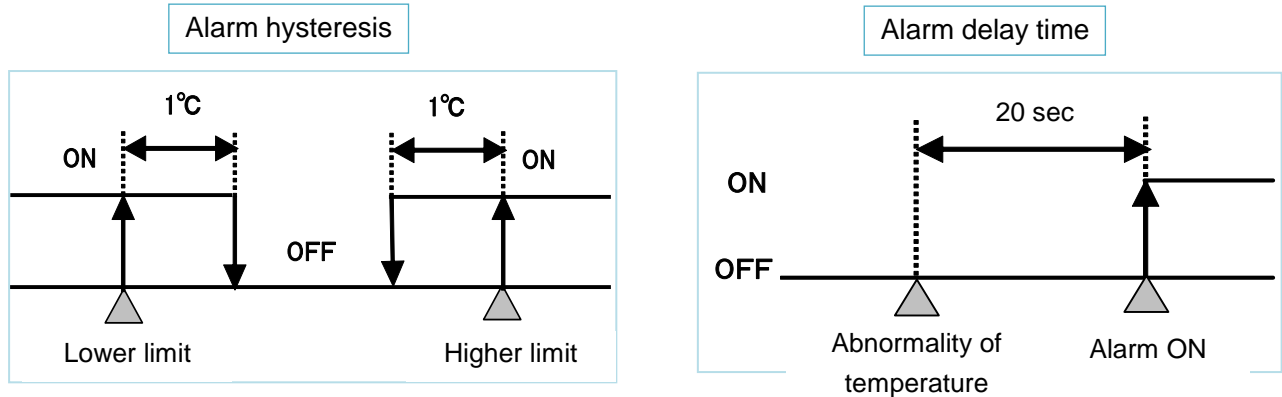 Alarm hysteresis
1℃
1℃
ON
ON
OFF
Lower limit
Higher limit
Alarm delay time
20 sec
ON
OFF
Abnormality of
temperature
Alarm ON